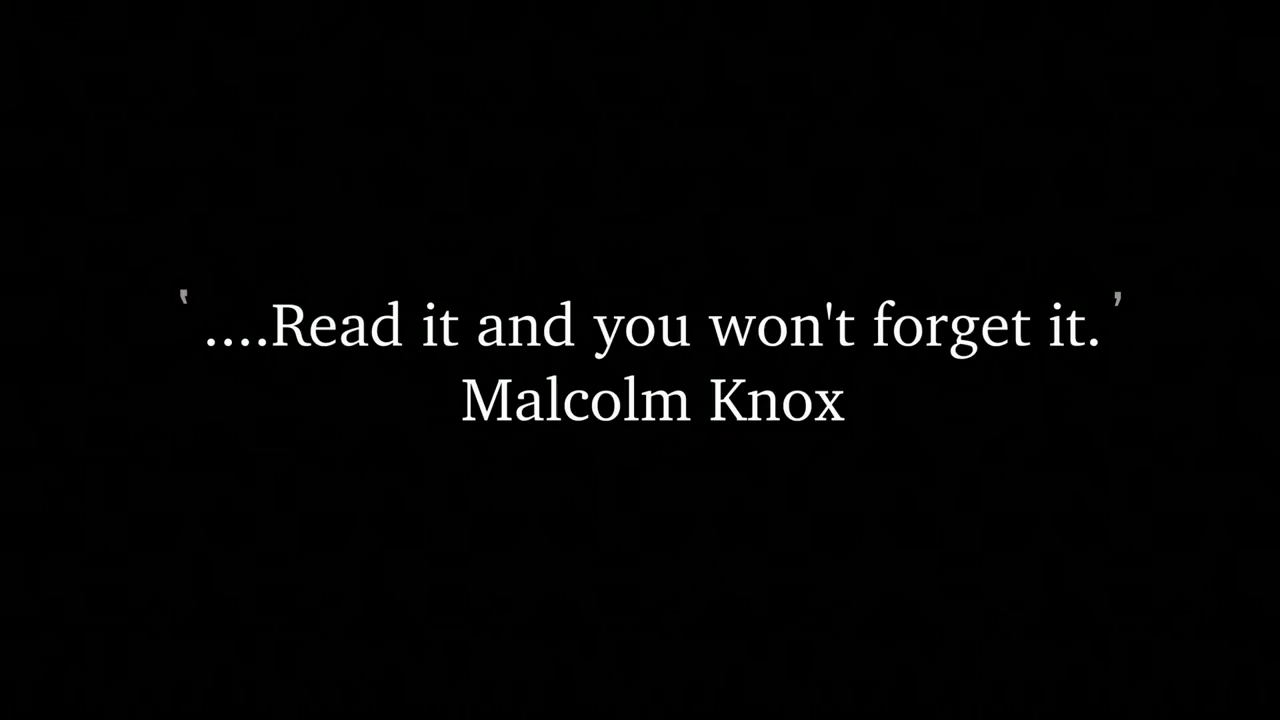 ‛ ....Read it and you won't forget it. ’
Malcolm Knox